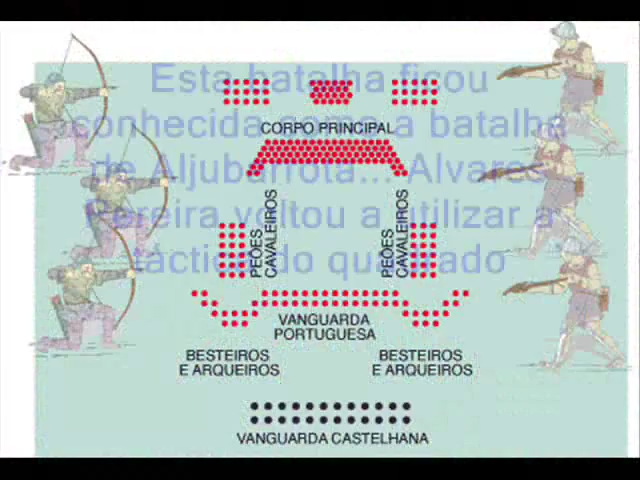 Esta batalha ficou
conhecida como a batalha
de Aljubarrota... Alvares
Pereira voltou a utilizar a
táctica do quadrado
CORPO PRINCIPAL
PEÕES
CAVALEIROS
PEÕES
CAVALEIROS
VANGUARDA
PORTUGUESA
BESTEIROS
E ARQUEIROS
BESTEIROS
E ARQUEIROS
VANGUARDA CASTELHANA